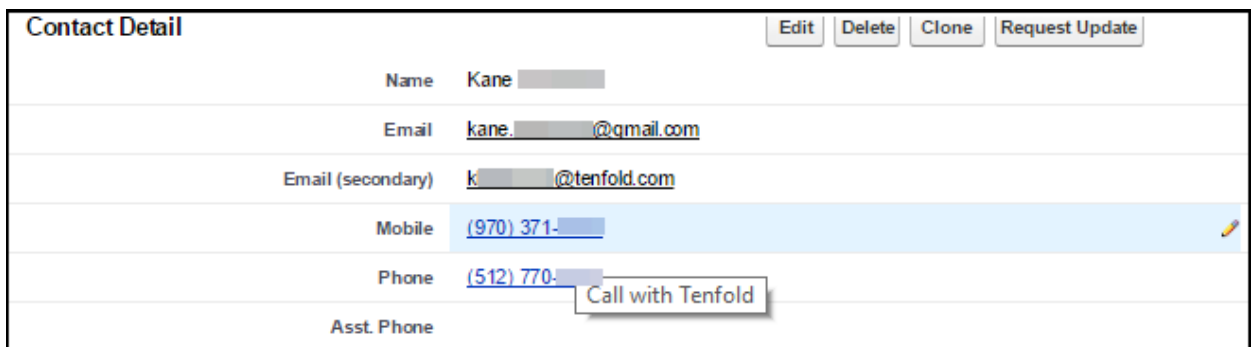 Contact Detail Edit Delete Clone Request Update
Name Kane
Email kane. @gmail.com
Email (secondary) k @tenfold.com
Mobile (970) 371-
Phone (512) 770-
Call with Tenfold
Asst. Phone